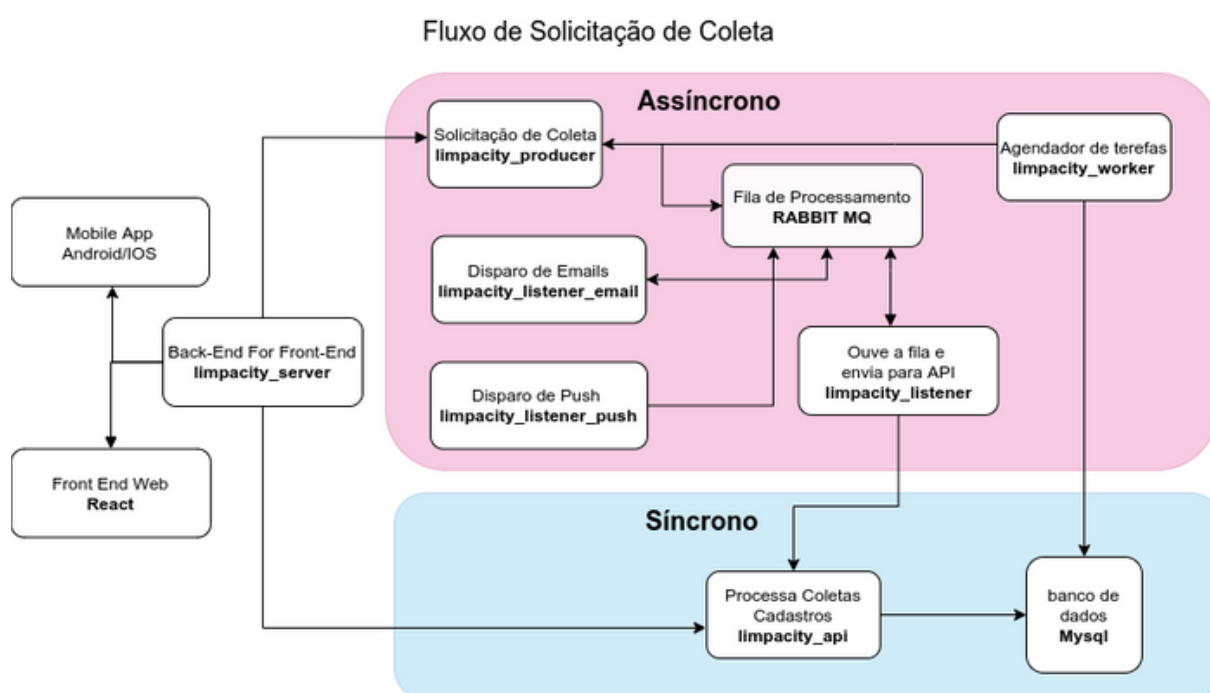 Fluxo de Solicitação de Coleta
Assíncrono
Solicitação de Coleta
limpacity_producer
Agendador de terefas
limpacity_worker
Fila de Processamento
RABBIT MQ
Mobile App
Android/IOS
Disparo de Emails
limpacity_listener_email
Back-End For Front-End
limpacity_server
Ouve a fila e
envia para API
limpacity_listener
Disparo de Push
limpacity_listener_push
Front End Web
React
Síncrono
Processa Coletas
Cadastros
limpacity_api
banco de
dados
Mysql